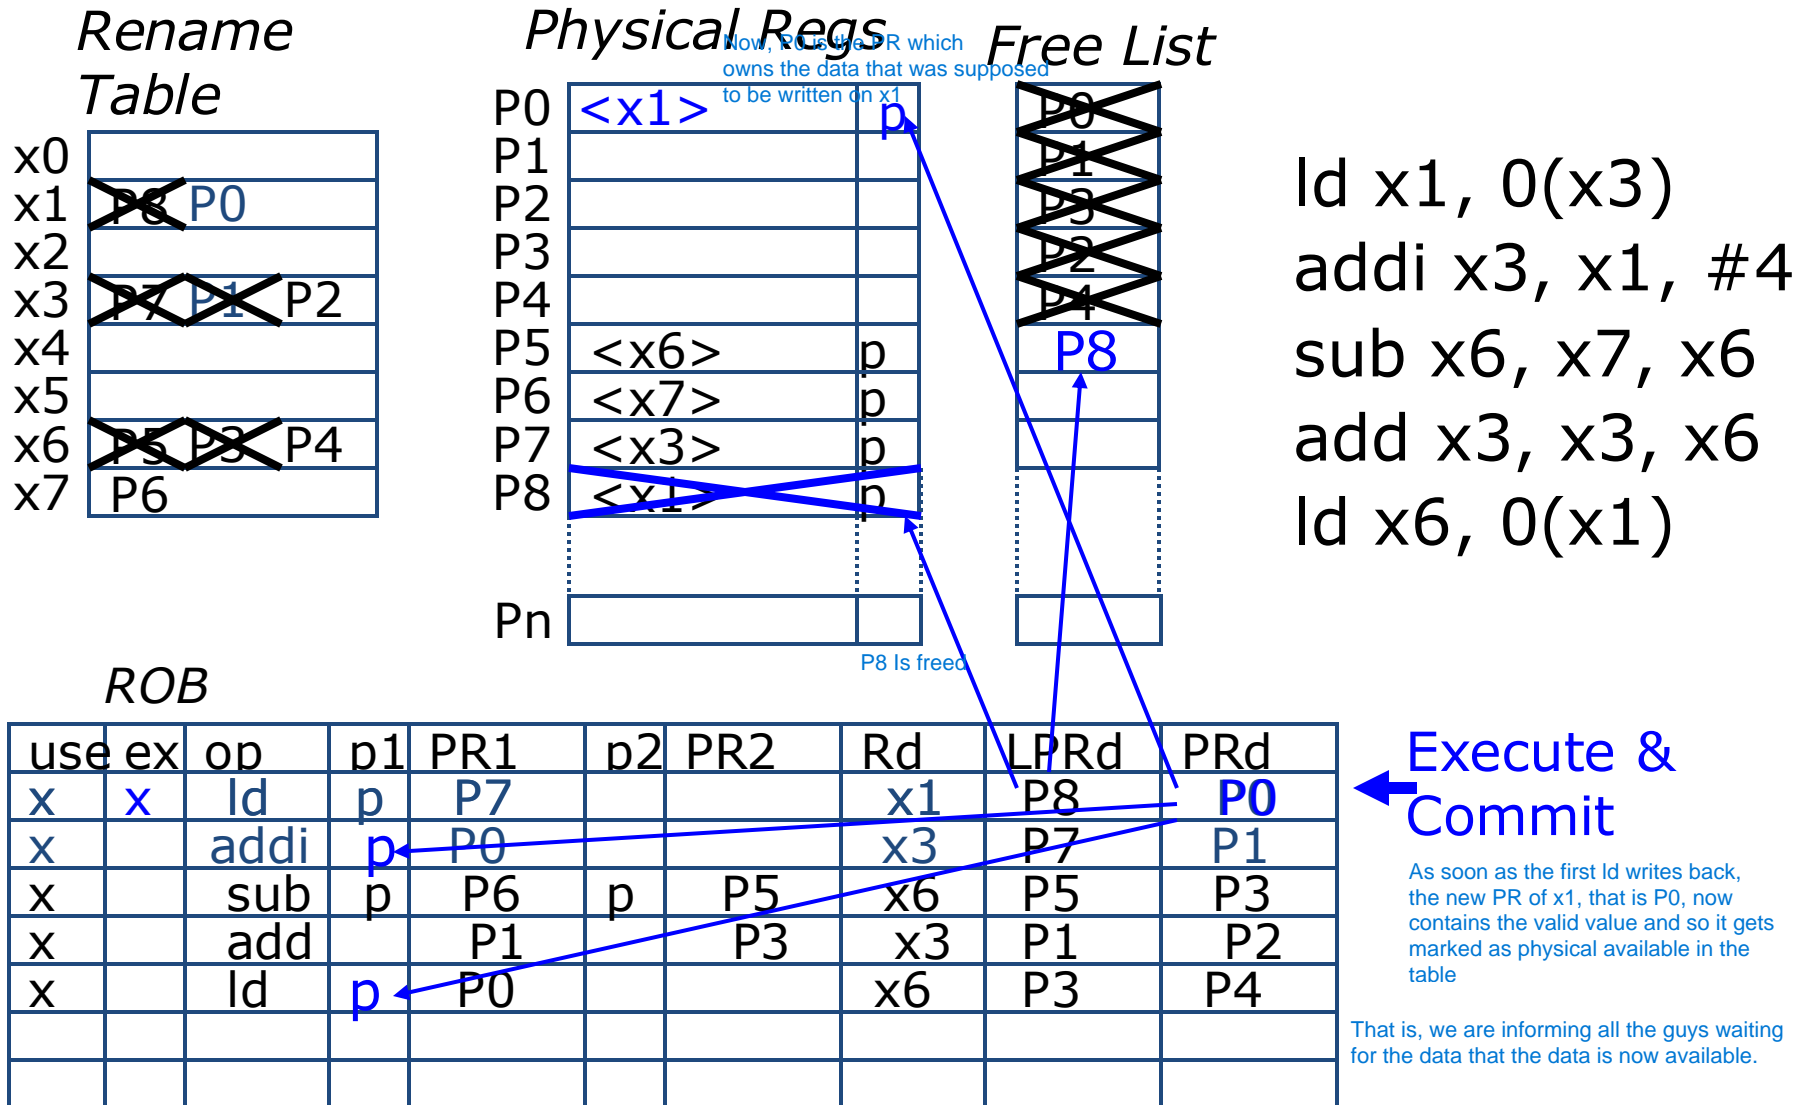 Rename
Table
x0
x1 P8 P0
x2
x3 P7 P1 P2
x4
x5
x6 P5 P3 P4
x7 P6
Physical Regs
Now, P0 is the PR which
owns the data that was supposed
to be written on x1
P0 <x1> p
P1
P2
P3
P4
P5 <x6> p
P6 <x7> p
P7 <x3> p
P8 <x1> p
Pn
P8 Is freed
Free List
P0
P1
P3
P2
P4
P8
ld x1, 0(x3)
addi x3, x1, #4
sub x6, x7, x6
add x3, x3, x6
ld x6, 0(x1)
ROB
use ex op p1 PR1 p2 PR2 Rd LPRd PRd
x x ld p P7 x1 P8 P0
x addi p P0 x3 P7 P1
x sub p P6 p P5 x6 P5 P3
x add P1 P3 x3 P1 P2
x ld p P0 x6 P3 P4
Execute &
Commit
As soon as the first ld writes back,
the new PR of x1, that is P0, now
contains the valid value and so it gets
marked as physical available in the
table
That is, we are informing all the guys waiting
for the data that the data is now available.